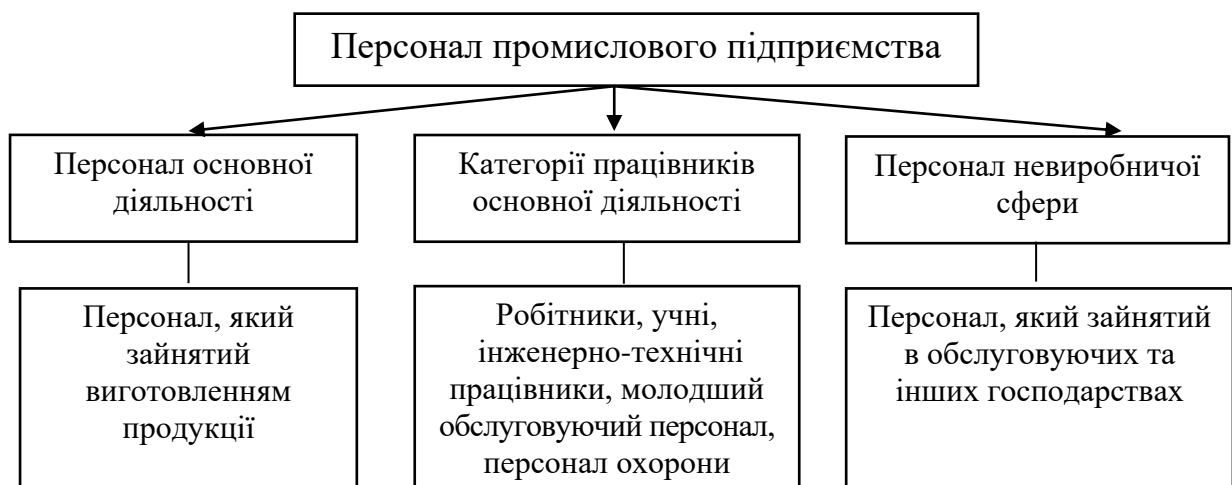 Персонал промислового підприємства
Персонал основної
діяльності
Категорії працівників
основної діяльності
Персонал невиробничої
сфери
Персонал, який
зайнятий
виготовленням
продукції
Робітники, учні,
інженерно-технічні
працівники, молодший
обслуговуючий персонал,
персонал охорони
Персонал, який зайнятий
в обслуговуючих та
інших господарствах